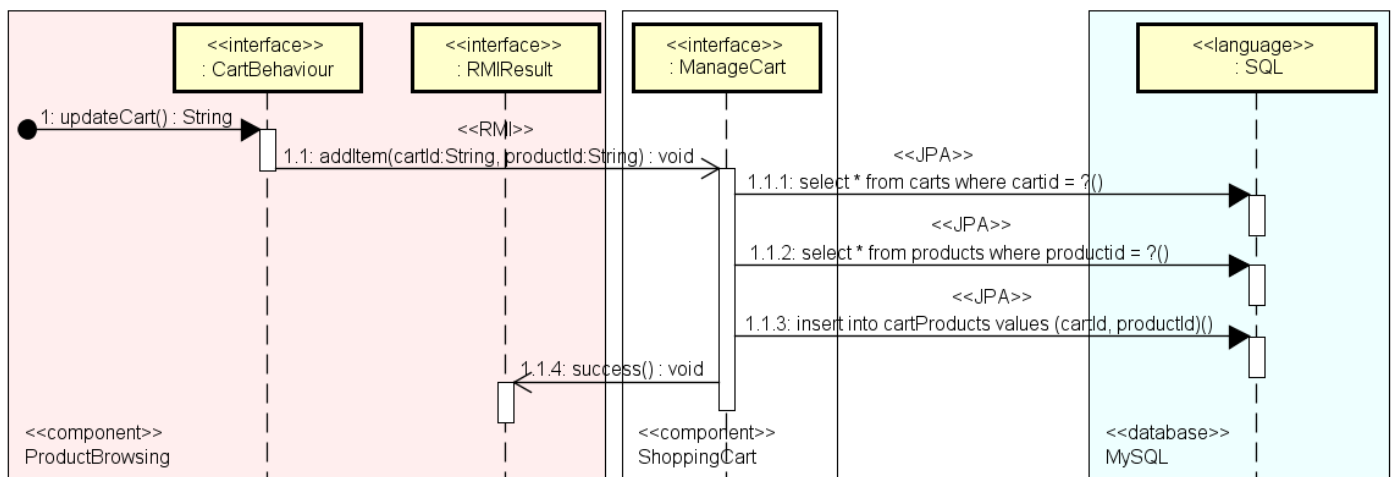 <<interface>>
: CartBehaviour
<<interface>>
: RMIResult
<<interface>>
: ManageCart
<<language>>
: SQL
1: updateCart() : String
<<RMI>>
1.1: addItem(cartId:String, productId:String) : void
<<JPA>>
1.1.1: select * from carts where cartid = ?()
<<JPA>>
1.1.2: select * from products where productid = ?()
<<JPA>>
1.1.3: insert into cartProducts values (cartId, productId)()
1.1.4: success() : void
<<component>>
ProductBrowsing
<<component>>
ShoppingCart
<<database>>
MySQL